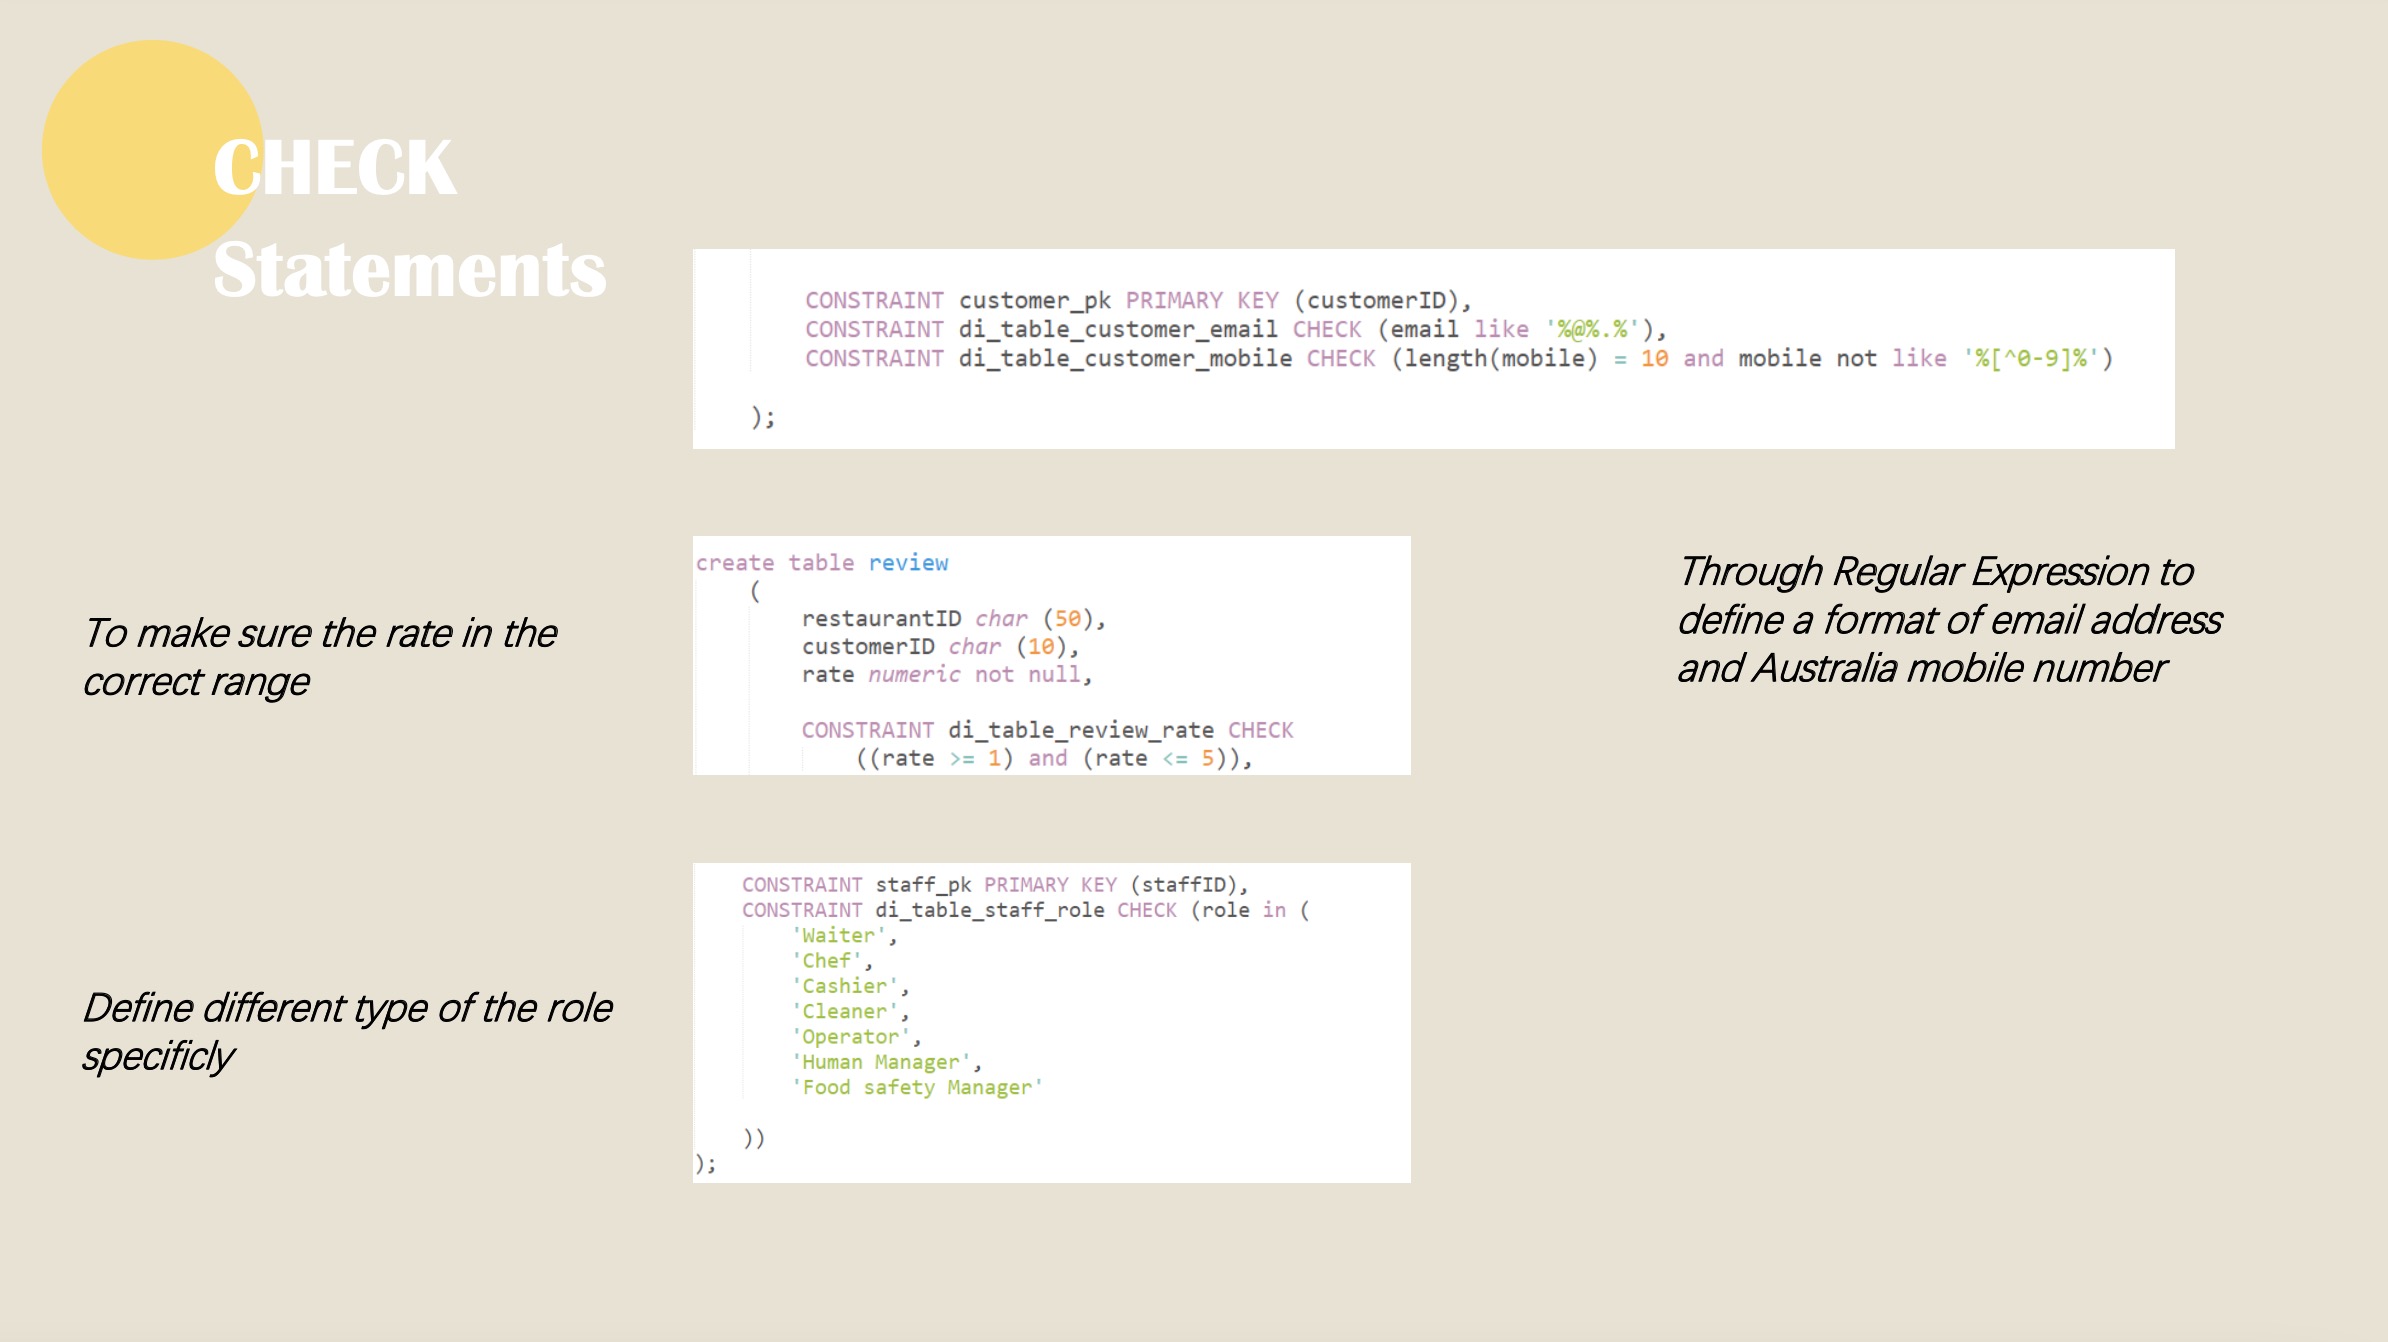 CHECK
Statements
CONSTRAINT customer_pk PRIMARY KEY (customerID),
CONSTRAINT di_table_customer_email CHECK (email like '%@%.%'),
CONSTRAINT di_table_customer_mobile CHECK (length(mobile) = 10 and mobile not like '%[^0-9]%')
);
To make sure the rate in the
correct range
create table review
(
restaurantID char (50),
customerID char (10),
rate numeric not null,
CONSTRAINT di_table_review_rate CHECK
((rate >= 1) and (rate <= 5)),
Through Regular Expression to
define a format of email address
and Australia mobile number
Define different type of the role
specificly
CONSTRAINT staff_pk PRIMARY KEY (staffID),
CONSTRAINT di_table_staff_role CHECK (role in (
'Waiter',
'Chef',
'Cashier',
'Cleaner',
'Operator',
'Human Manager',
'Food safety Manager'
))
);